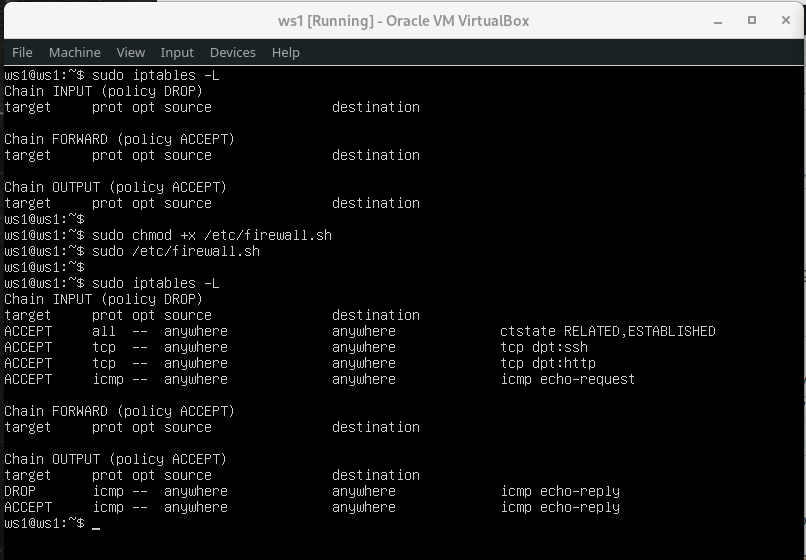 ws1 [Running] - Oracle VM VirtualBox
File Machine View Input Devices Help
ws1@ws1:~$ sudo iptables -L
Chain INPUT (policy DROP)
target     prot opt source               destination

Chain FORWARD (policy ACCEPT)
target     prot opt source               destination

Chain OUTPUT (policy ACCEPT)
target     prot opt source               destination
ws1@ws1:~$
ws1@ws1:~$ sudo chmod +x /etc/firewall.sh
ws1@ws1:~$ sudo /etc/firewall.sh
ws1@ws1:~$
ws1@ws1:~$ sudo iptables -L
Chain INPUT (policy DROP)
target     prot opt source               destination
ACCEPT     all  --  anywhere             anywhere             ctstate RELATED,ESTABLISHED
ACCEPT     tcp  --  anywhere             anywhere             tcp dpt:ssh
ACCEPT     tcp  --  anywhere             anywhere             tcp dpt:http
ACCEPT     icmp --  anywhere             anywhere             icmp echo-request

Chain FORWARD (policy ACCEPT)
target     prot opt source               destination

Chain OUTPUT (policy ACCEPT)
target     prot opt source               destination
DROP       icmp --  anywhere             anywhere             icmp echo-reply
ACCEPT     icmp --  anywhere             anywhere             icmp echo-reply
ws1@ws1:~$ _